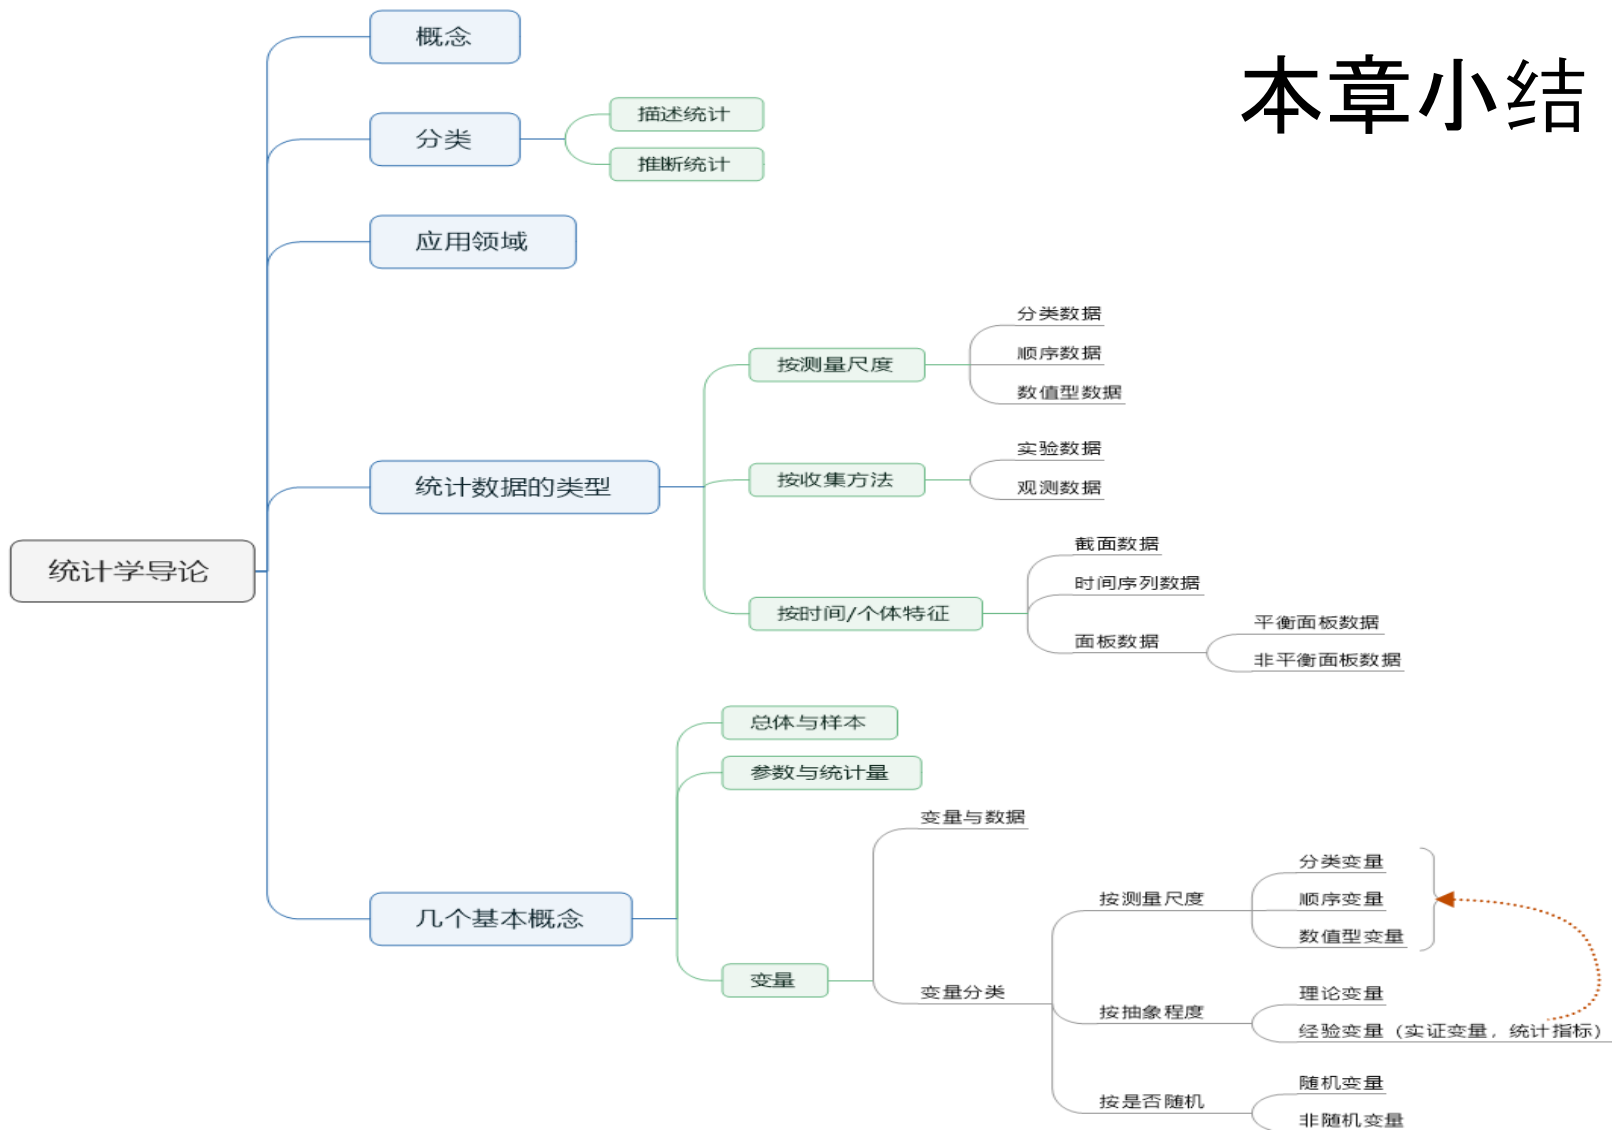 本章小结
统计学导论
概念
分类
描述统计
推断统计
应用领域
统计数据的类型
按测量尺度
分类数据
顺序数据
数值型数据
按收集方法
实验数据
观测数据
按时间/个体特征
截面数据
时间序列数据
面板数据
平衡面板数据
非平衡面板数据
几个基本概念
总体与样本
参数与统计量
变量
变量与数据
变量分类
按测量尺度
分类变量
顺序变量
数值型变量
按抽象程度
理论变量
经验变量（实证变量，统计指标）
按是否随机
随机变量
非随机变量